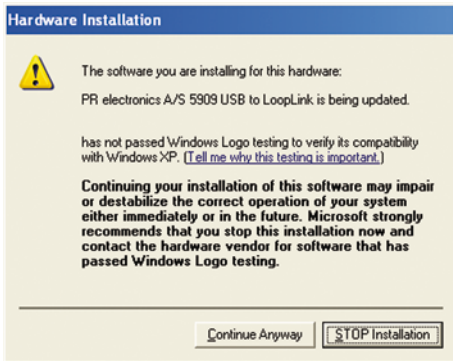 Hardware Installation
The software you are installing for this hardware:
PR electronics A/S 5909 USB to LoopLink is being updated.
has not passed Windows Logo testing to verify its compatibility
with Windows XP. (Tell me why this testing is important.)
Continuing your installation of this software may impair
or destabilize the correct operation of your system
either immediately or in the future. Microsoft strongly
recommends that you stop this installation now and
contact the hardware vendor for software that has
passed Windows Logo testing.
Continue Anyway STOP Installation